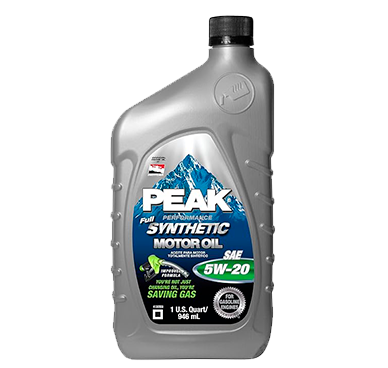 PEAK
PERFORMANCE
Full
SYNTHETIC
MOTOR OIL
ACEITE PARA MOTOR
TOTALMENTE SINTÉTICO
SAE
5W-20
IMPROVED
FORMULA
YOU'RE NOT JUST
CHANGING OIL, YOU'RE
SAVING GAS
FOR
GASOLINE
ENGINES
1 U.S. Quart/
946 mL